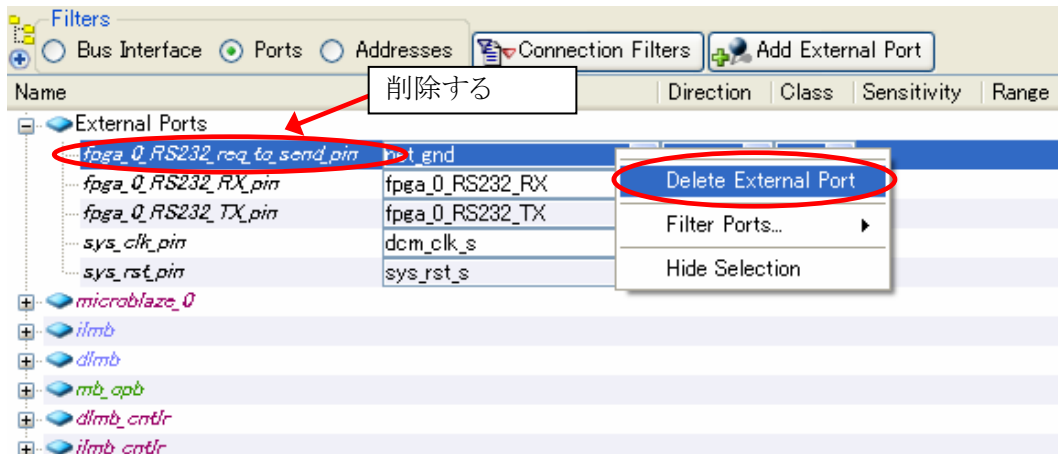 Filters
Bus Interface Ports Addresses Connection Filters Add External Port
Name Direction Class Sensitivity Range
削除する
External Ports
fpga_0_RS232_req_to_send_pin net_gnd
Delete External Port
fpga_0_RS232_RX_pin fpga_0_RS232_RX
fpga_0_RS232_TX_pin fpga_0_RS232_TX
Filter Ports...
sys_clk_pin dcm_clk_s
sys_rst_pin sys_rst_s
Hide Selection
microblaze_0
ilmb
dlmb
mb_opb
dlmb_cntlr
ilmb_cntlr